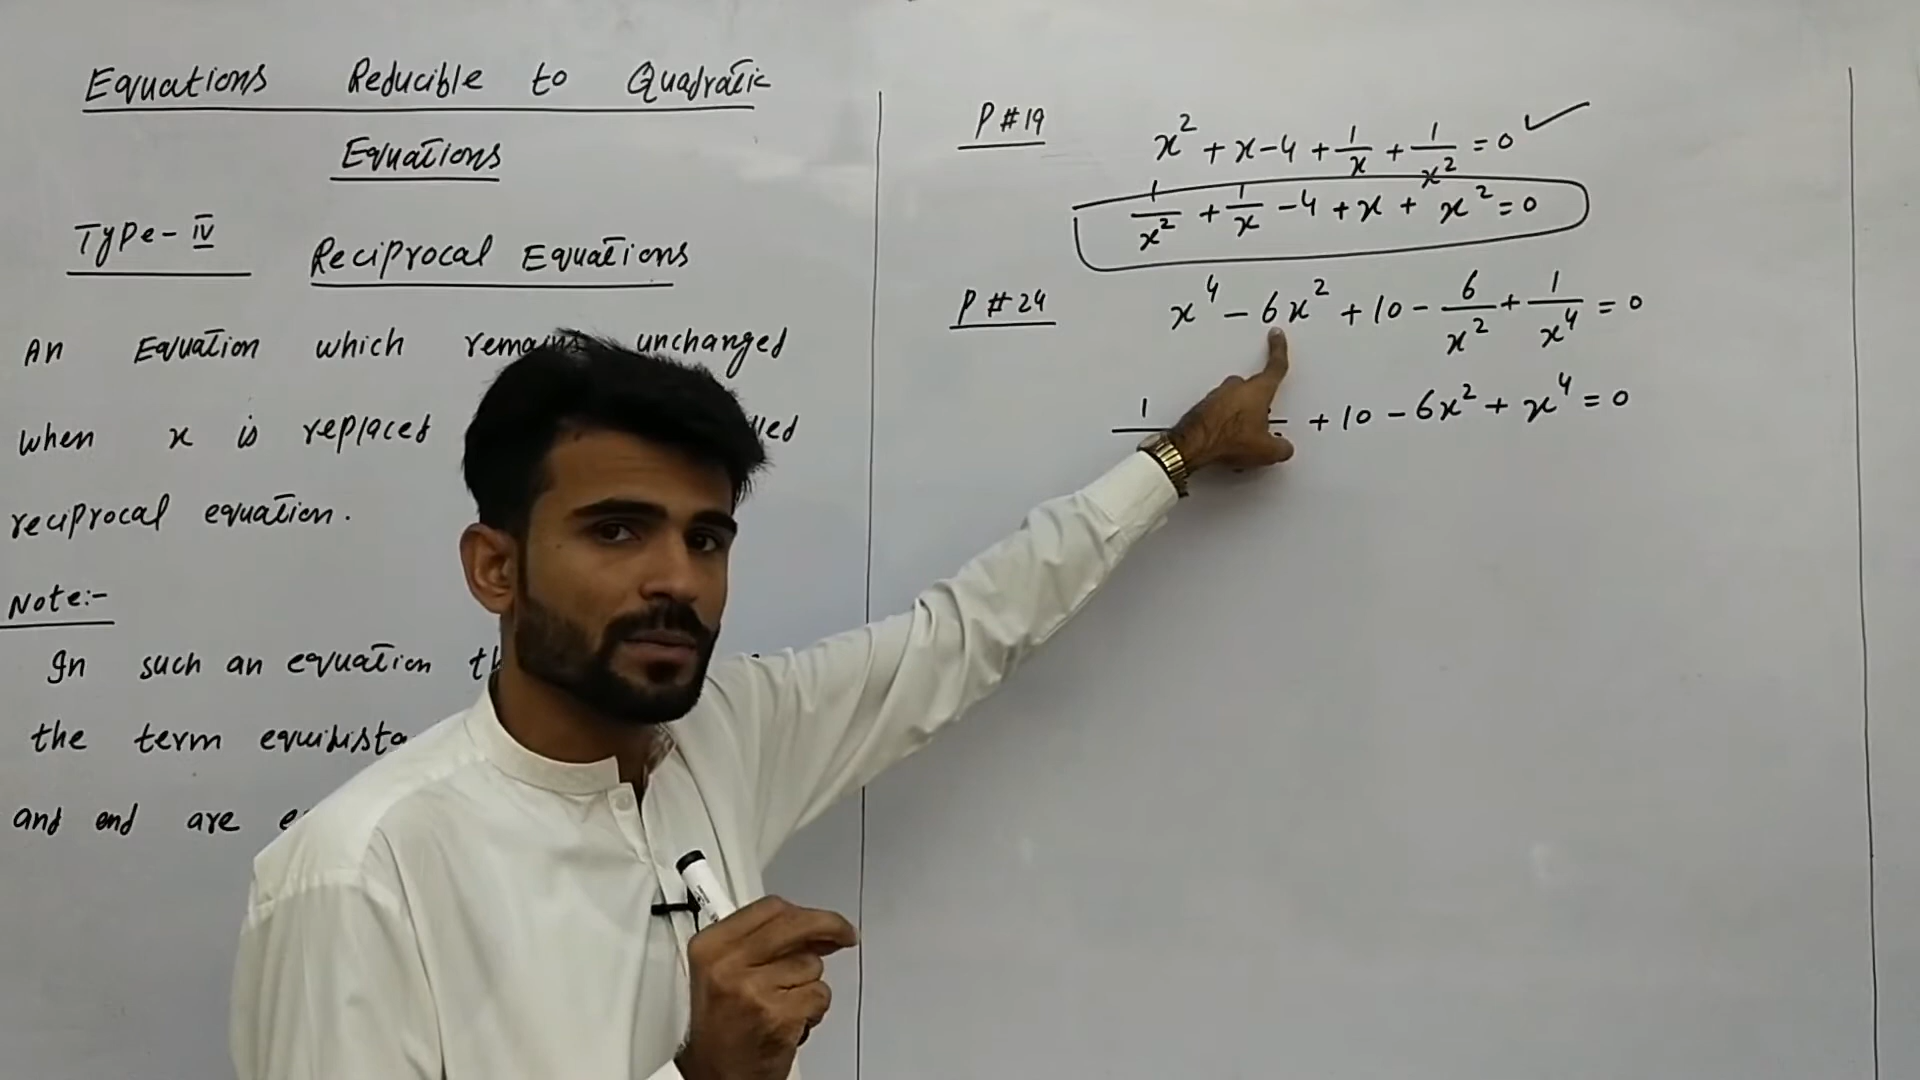 Equations Reducible to Quadratic
Equations
Type-IV Reciprocal Equations
An Equation which remains unchanged
when x is replaced
reciprocal equation.
Note:-
In such an equation
the term
and end are
P#19 x² + x - 4 + 1/x + 1/x² = 0 ✓
1/x² + 1/x - 4 + x + x² = 0
P#24 x⁴ - 6x² + 10 - 6/x² + 1/x⁴ = 0
+ 10 - 6x² + x⁴ = 0